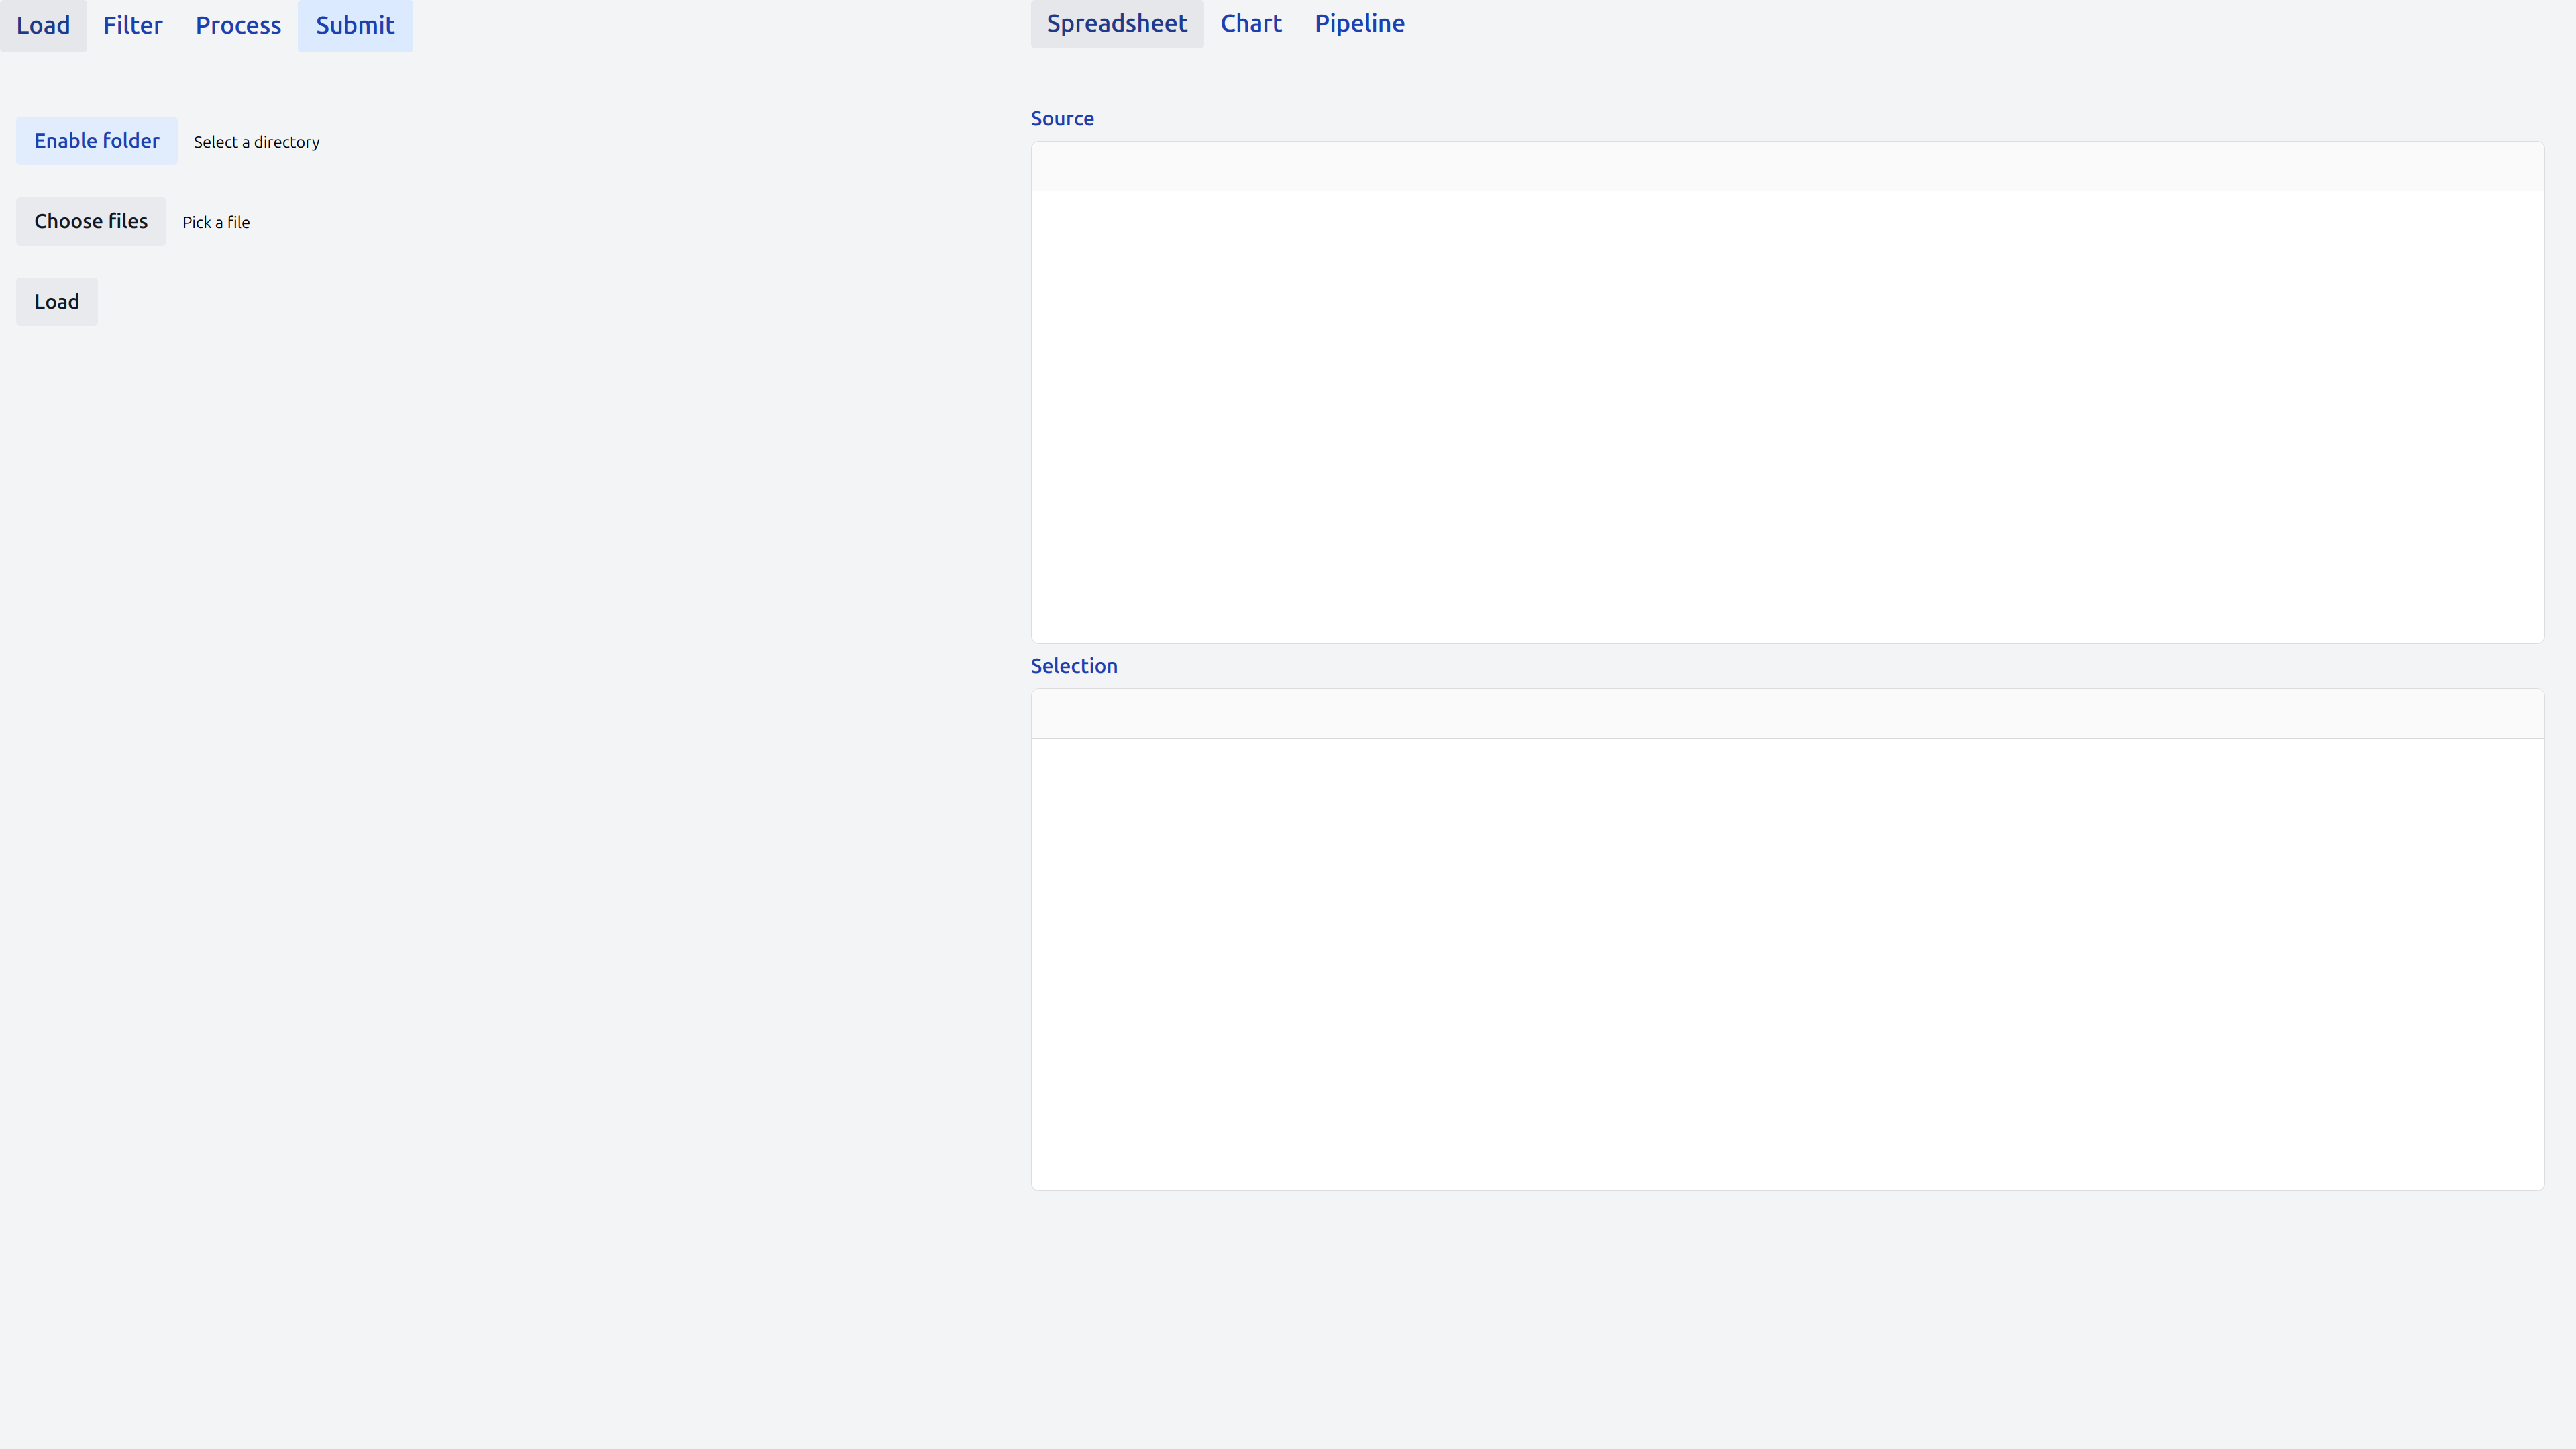 Load Filter Process Submit
Enable folder Select a directory
Choose files Pick a file
Load
Spreadsheet Chart Pipeline
Source
Selection